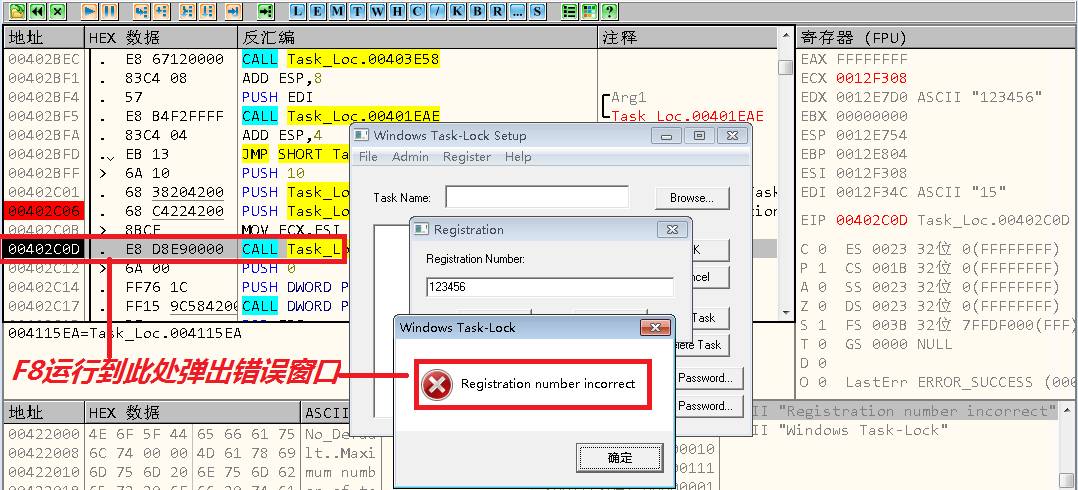 L E M T W H C / K B R ... S ?
地址 HEX 数据 反汇编 注释 寄存器 (FPU)
00402BEC . E8 67120000 CALL Task_Loc.00403E58
00402BF1 . 83C4 08 ADD ESP,8
00402BF4 . 57 PUSH EDI Arg1
00402BF5 . E8 B4F2FFFF CALL Task_Loc.00401EAE Task_Loc.00401EAE
00402BFA . 83C4 04 ADD ESP,4
00402BFD . EB 13 JMP SHORT Ta
00402BFF > 6A 10 PUSH 10
00402C01 . 68 38204200 PUSH Task_Lo Task
00402C06 . 68 C4224200 PUSH Task_Lo tion
00402C0B . 8BCE MOV ECX,ESI
00402C0D . E8 D8E90000 CALL Task_L
00402C12 > 6A 00 PUSH 0
00402C14 . FF76 1C PUSH DWORD P
00402C17 . FF15 9C584200 CALL DWORD P
004115EA=Task_Loc.004115EA
EAX FFFFFFFF
ECX 0012F308
EDX 0012E7D0 ASCII "123456"
EBX 00000000
ESP 0012E754
EBP 0012E804
ESI 0012F308
EDI 0012F34C ASCII "15"
EIP 00402C0D Task_Loc.00402C0D
C 0 ES 0023 32位 0(FFFFFFFF)
P 1 CS 001B 32位 0(FFFFFFFF)
A 0 SS 0023 32位 0(FFFFFFFF)
Z 0 DS 0023 32位 0(FFFFFFFF)
S 1 FS 003B 32位 7FFDF000(FFF)
T 0 GS 0000 NULL
D 0
O 0 LastErr ERROR_SUCCESS (000
Windows Task-Lock Setup
File Admin Register Help
Task Name: Browse...
K
ncel
Task
lete Task
Password...
Password...
Registration
Registration Number:
123456
Windows Task-Lock
Registration number incorrect
确定
F8运行到此处弹出错误窗口
地址 HEX 数据 ASCII
00422000 4E 6F 5F 44 65 66 61 75 No_Defau
00422008 6C 74 00 00 4D 61 78 69 lt..Maxi
00422010 6D 75 6D 20 6E 75 6D 62 mum numb
II "Registration number incorrect"
II "Windows Task-Lock"
00010
00111